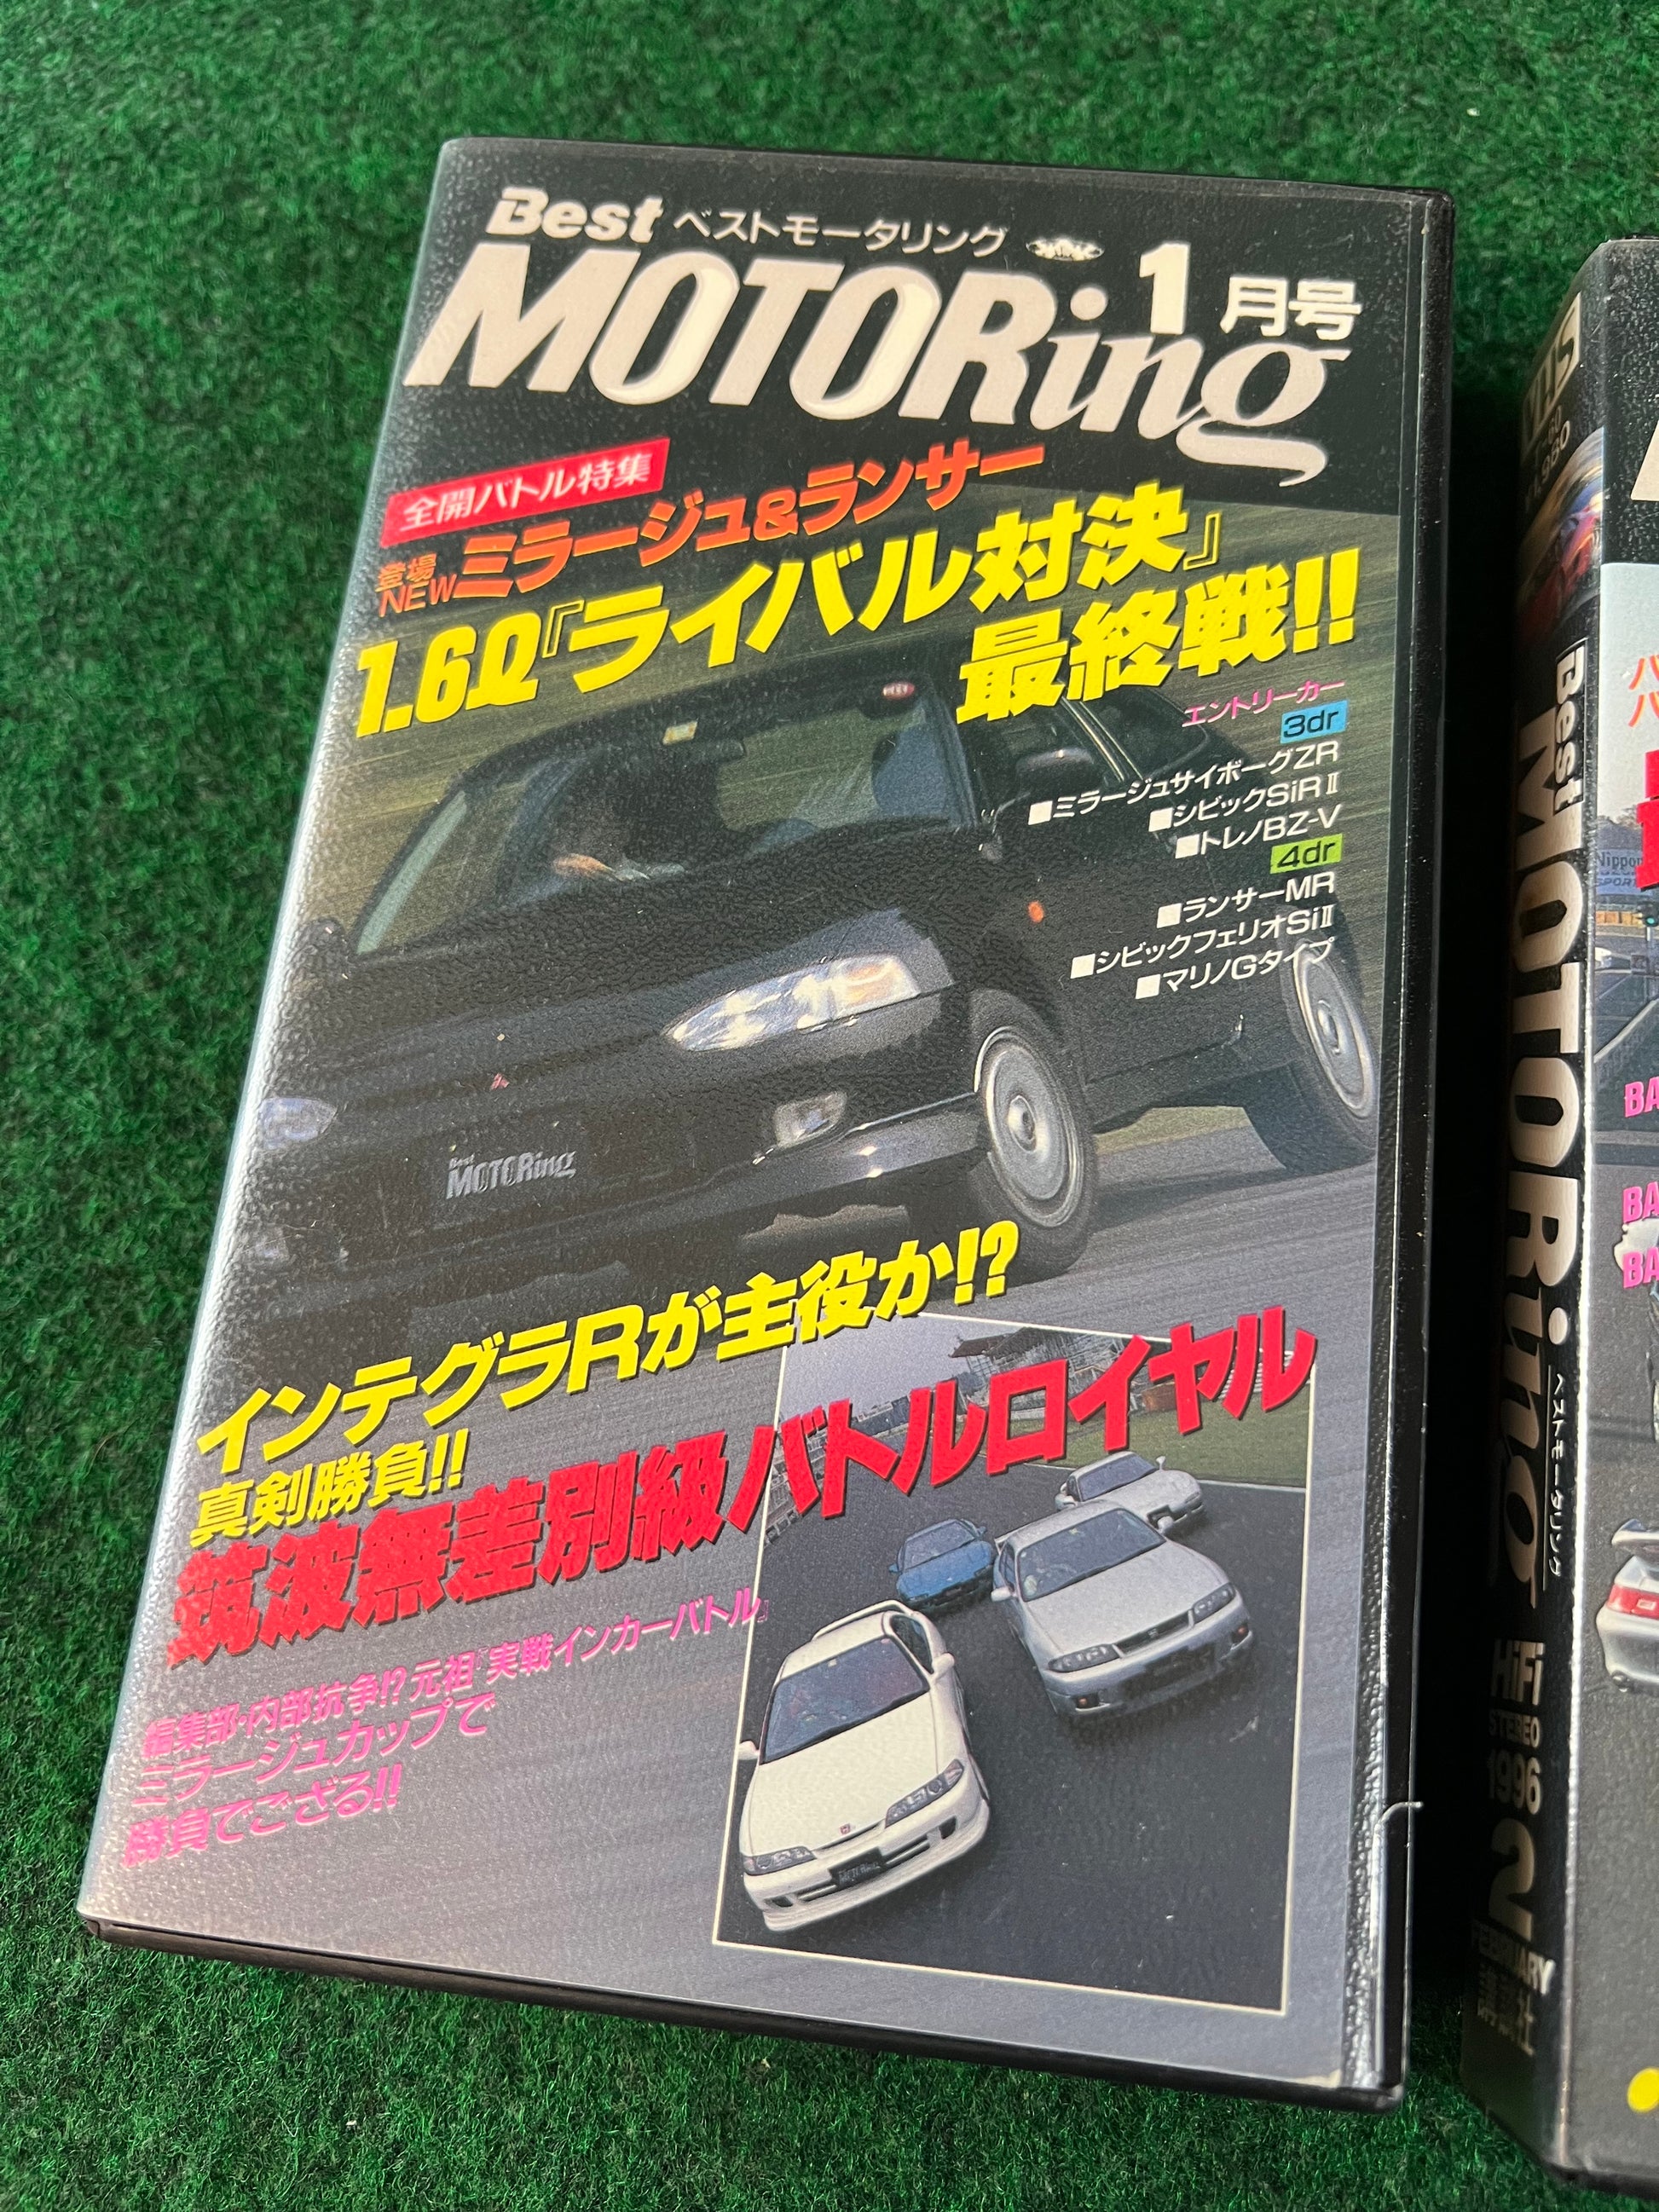 Best ベストモータリング
MOTORing 1月号
全開バトル特集
登場
NEW ミラージュ&ランサー
1.6ℓ『ライバル対決』
最終戦!!
エントリーカー
3dr
■ミラージュサイボーグZR
■シビックSiRⅡ
■トレノBZ-V
4dr
■ランサーMR
■シビックフェリオSiⅡ
■マリノGタイプ
Best
MOTORing
インテグラRが主役か!?
真剣勝負!!
筑波無差別級バトルロイヤル
編集部・内部抗争!? 元祖『実戦インカーバトル』
ミラージュカップで
勝負でござる!!
MOTORing
VHS
Best MOTORing ベストモータリング
HiFi
STEREO
1996
2
FEBRUARY
講談社
Nippon
SPORT
BA
BA
BA